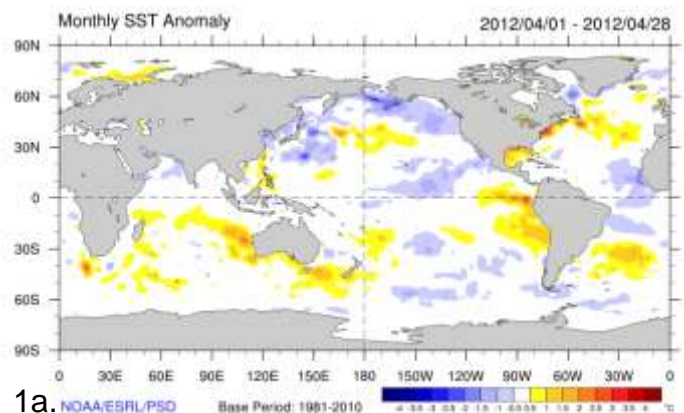 Monthly SST Anomaly 2012/04/01 - 2012/04/28
90N
60N
30N
0
30S
60S
90S
0 30E 60E 90E 120E 150E 180 150W 120W 90W 60W 30W 0
1a. NOAA/ESRL/PSD Base Period: 1981-2010